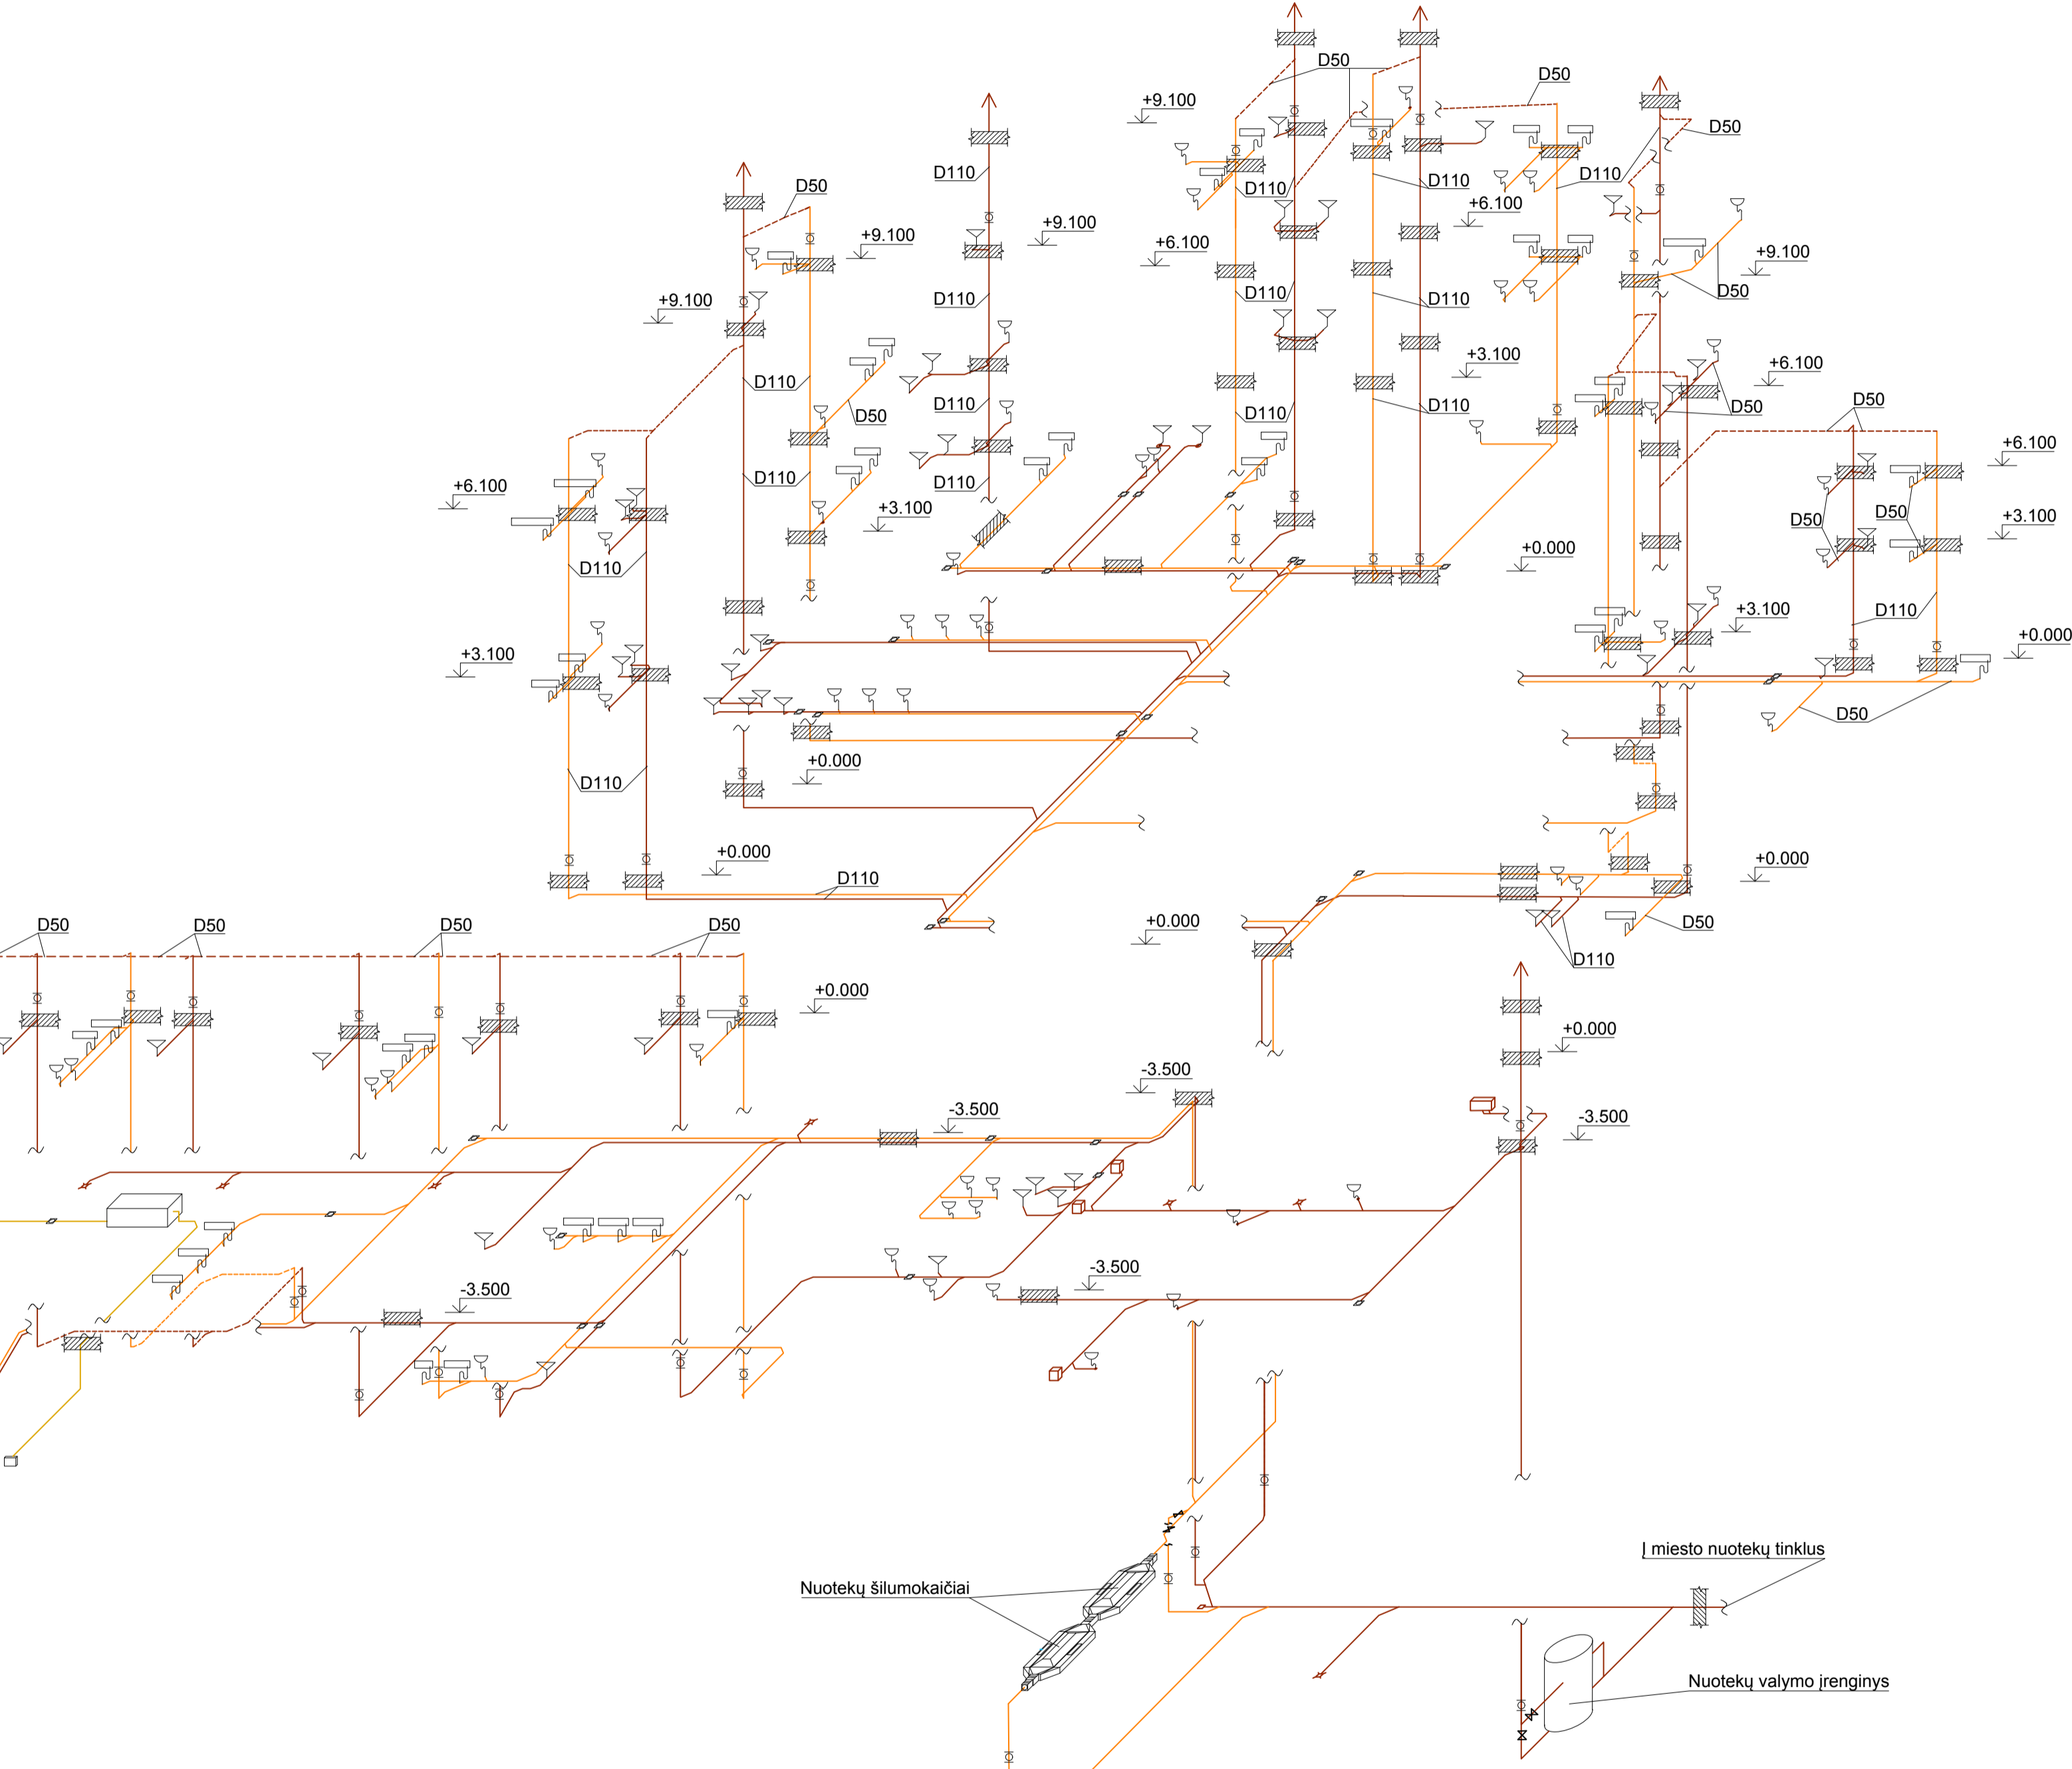 D50
D50
+9.100
D50
D110
D110
D50
D110
D110
D110
+6.100
+9.100
+9.100
+6.100
+9.100
D50
+9.100
D110
D110
D110
D110
+3.100
+6.100
D110
D50
D50
D50
D110
D110
D110
D110
+6.100
+6.100
D110
D110
+3.100
D50
D50
+3.100
D110
+0.000
+3.100
D110
+3.100
+0.000
D50
+0.000
D110
+0.000
+0.000
D110
D50
D50
D50
D50
+0.000
D50
D110
+0.000
+0.000
-3.500
-3.500
-3.500
-3.500
-3.500
Į miesto nuotekų tinklus
Nuotekų šilumokaičiai
Nuotekų valymo įrenginys